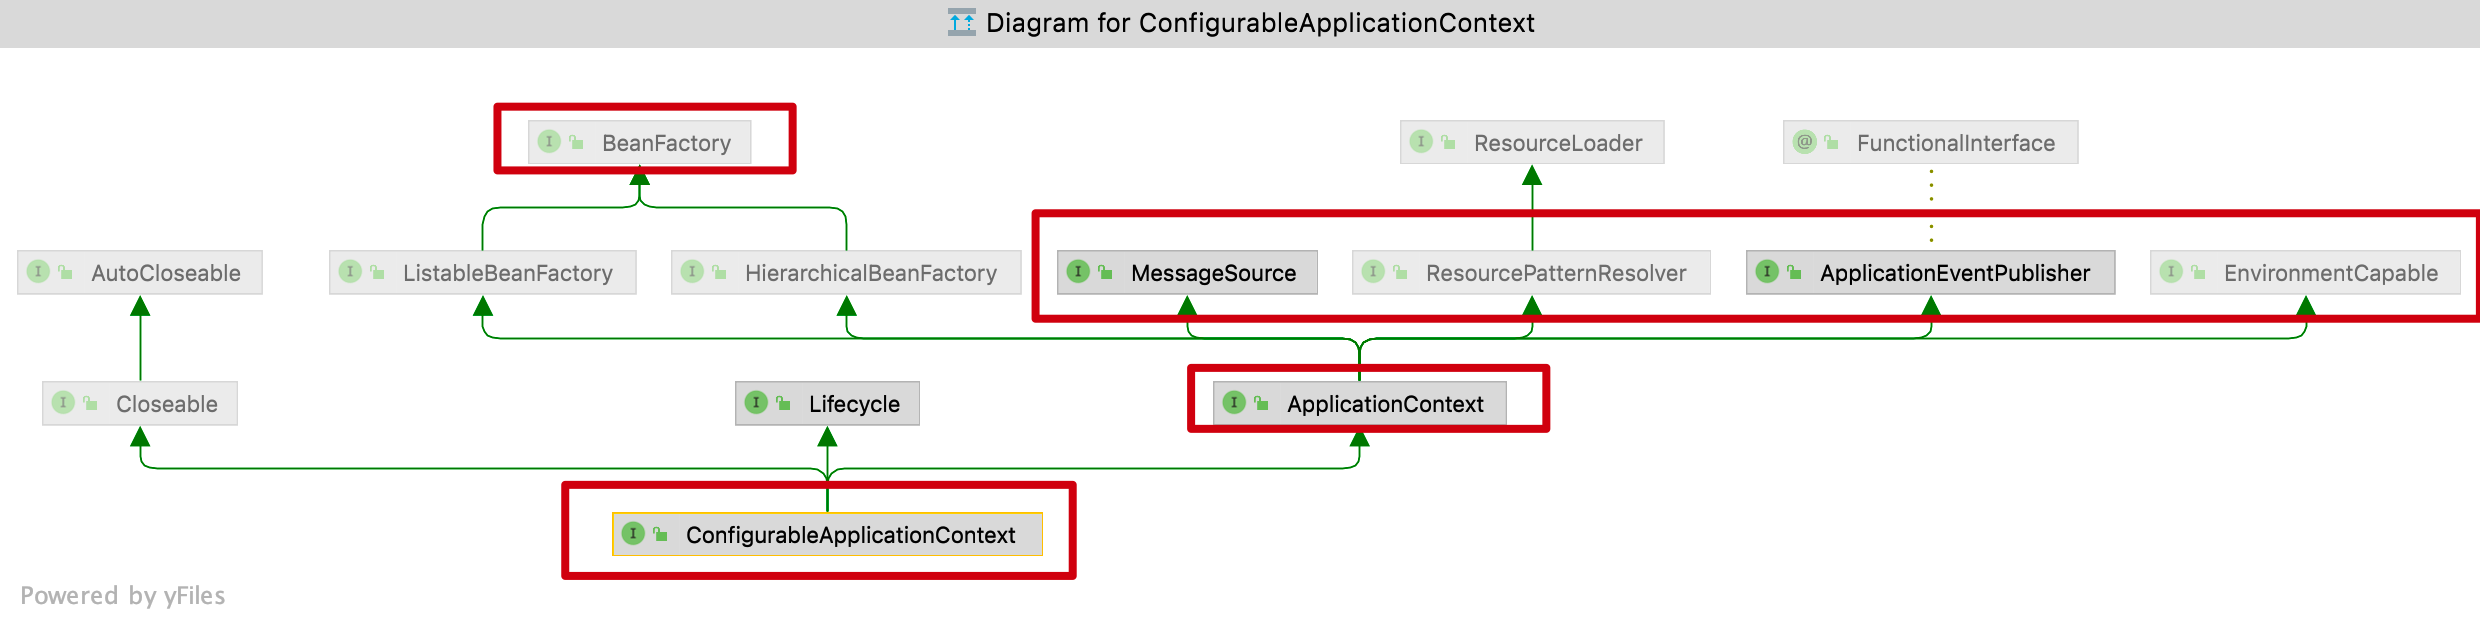 Diagram for ConfigurableApplicationContext
I BeanFactory
I ResourceLoader
@ FunctionalInterface
I AutoCloseable
I ListableBeanFactory
I HierarchicalBeanFactory
I MessageSource
I ResourcePatternResolver
I ApplicationEventPublisher
I EnvironmentCapable
I Closeable
I Lifecycle
I ApplicationContext
I ConfigurableApplicationContext
Powered by yFiles